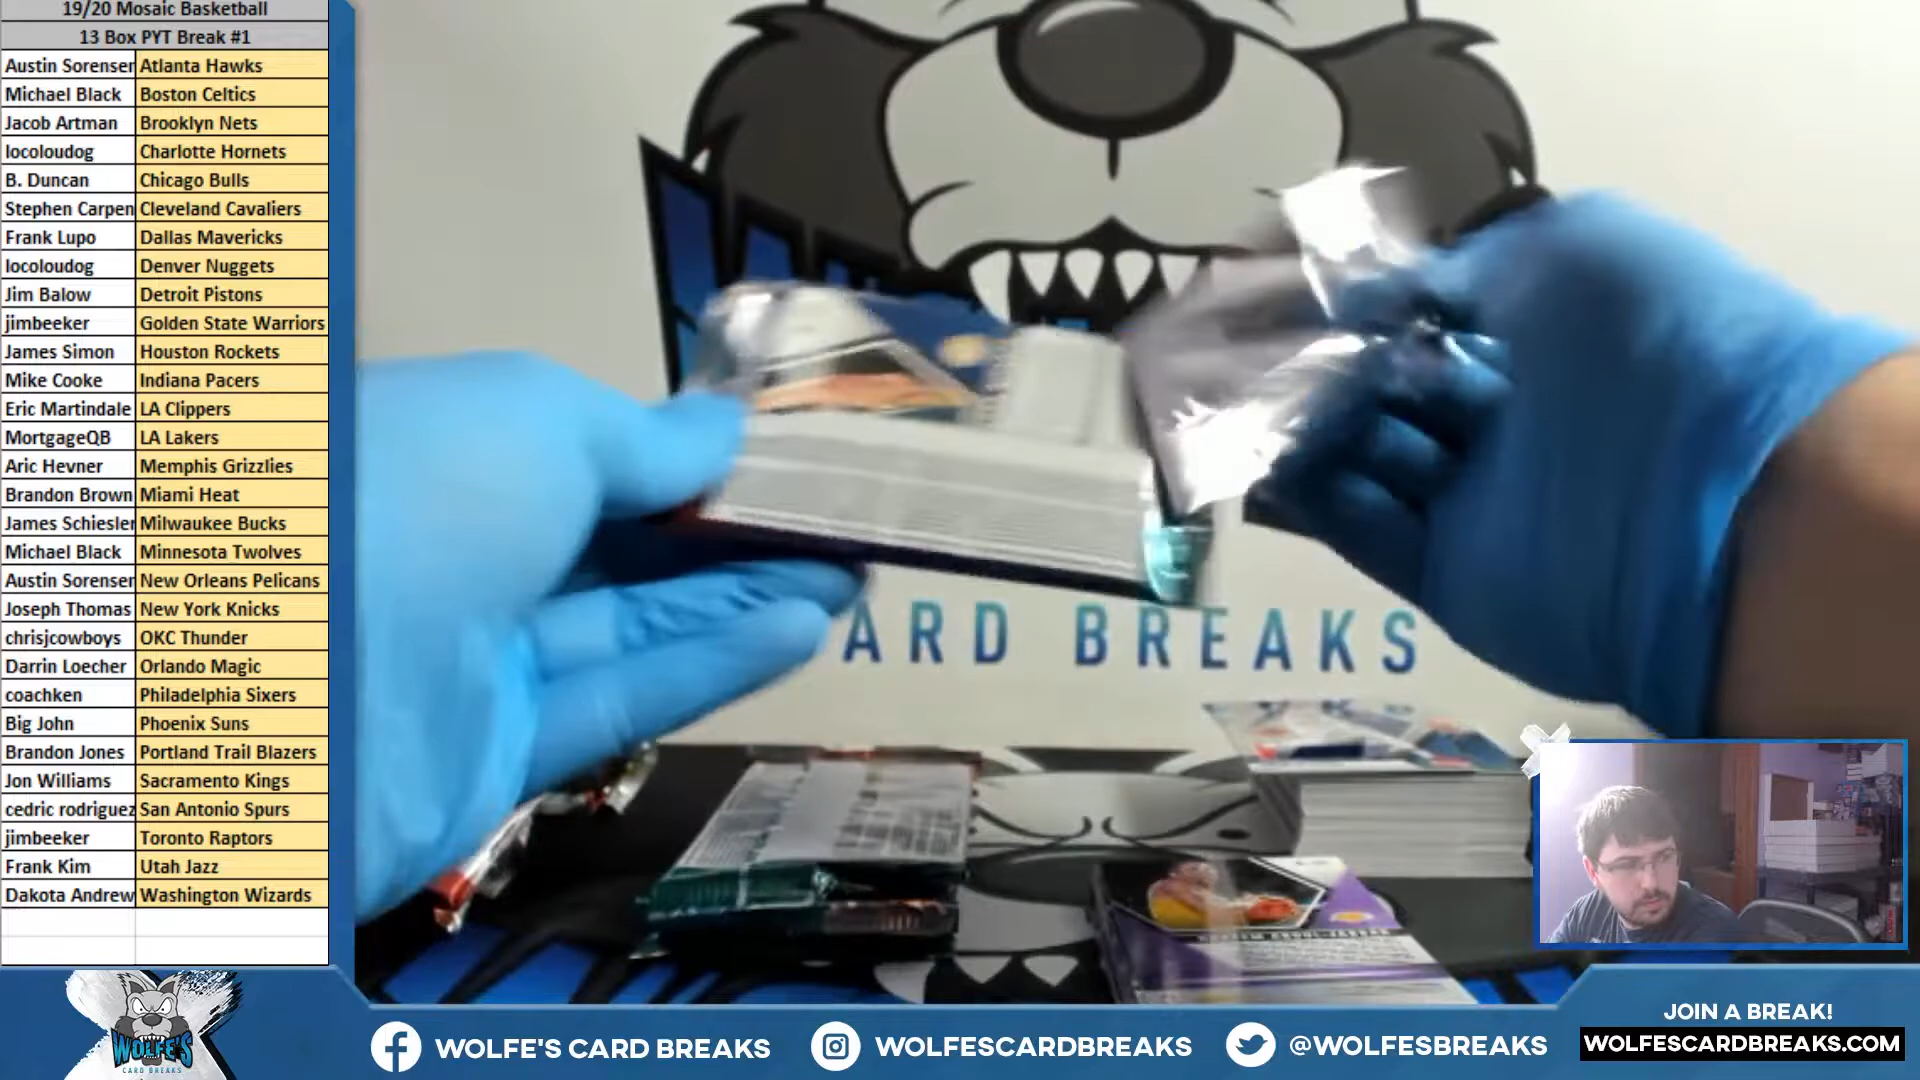 19/20 Mosaic Basketball
13 Box PYT Break #1
Austin Sorenser Atlanta Hawks
Michael Black Boston Celtics
Jacob Artman Brooklyn Nets
locoloudog Charlotte Hornets
B. Duncan Chicago Bulls
Stephen Carpen Cleveland Cavaliers
Frank Lupo Dallas Mavericks
locoloudog Denver Nuggets
Jim Balow Detroit Pistons
jimbeeker Golden State Warriors
James Simon Houston Rockets
Mike Cooke Indiana Pacers
Eric Martindale LA Clippers
MortgageQB LA Lakers
Aric Hevner Memphis Grizzlies
Brandon Brown Miami Heat
James Schiesler Milwaukee Bucks
Michael Black Minnesota Twolves
Austin Sorenser New Orleans Pelicans
Joseph Thomas New York Knicks
chrisjcowboys OKC Thunder
Darrin Loecher Orlando Magic
coachken Philadelphia Sixers
Big John Phoenix Suns
Brandon Jones Portland Trail Blazers
Jon Williams Sacramento Kings
cedric rodriguez San Antonio Spurs
jimbeeker Toronto Raptors
Frank Kim Utah Jazz
Dakota Andrew Washington Wizards
ARD BREAKS
WOLFE'S
CARD BREAKS
WOLFE'S CARD BREAKS
WOLFESCARDBREAKS
@WOLFESBREAKS
JOIN A BREAK!
WOLFESCARDBREAKS.COM